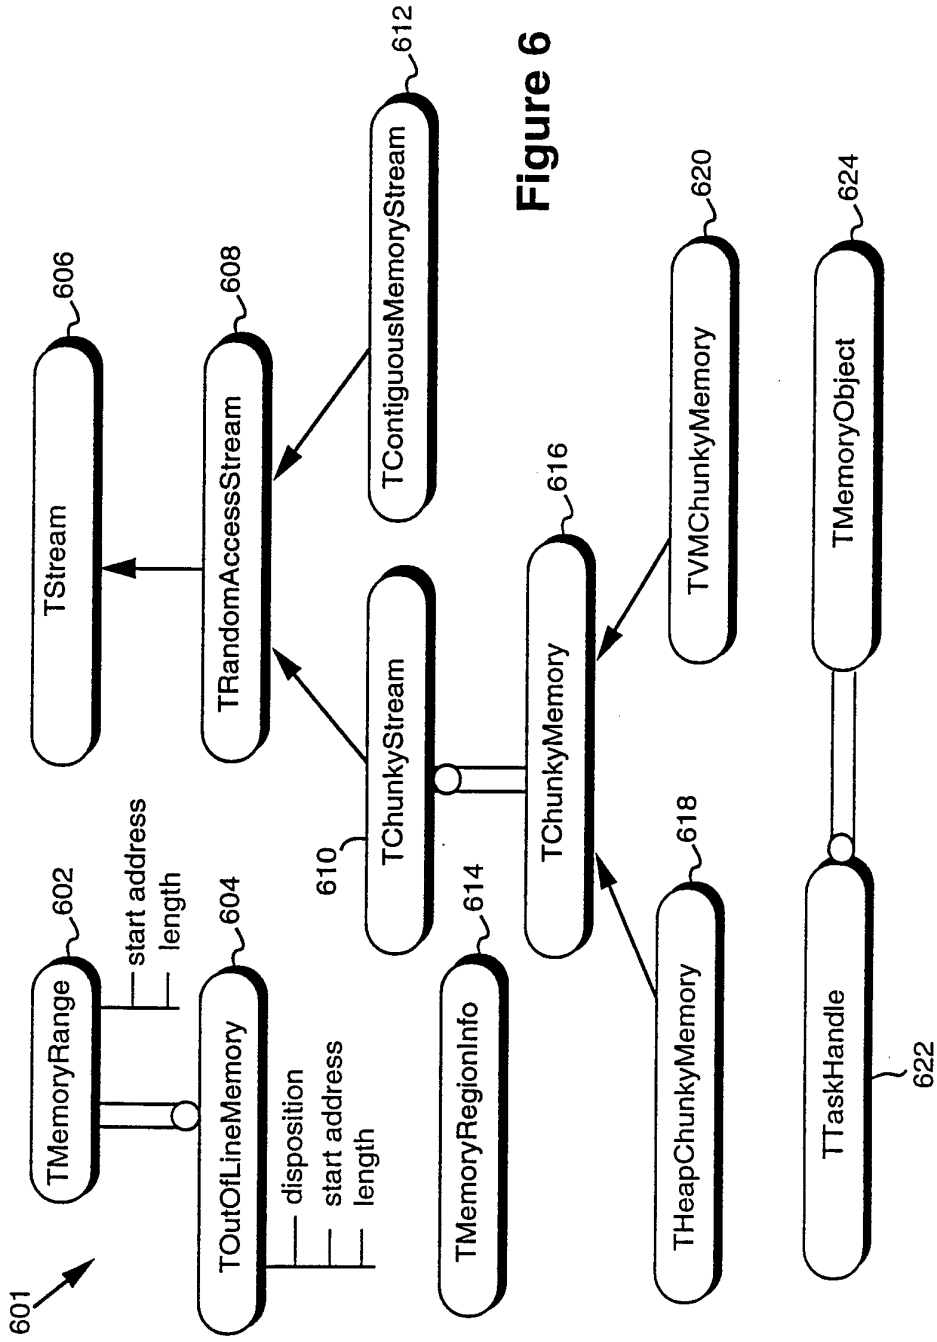 601
TMemoryRange
602
start address
length
TOutOfLineMemory
604
disposition
start address
length
TStream
606
TRandomAccessStream
608
610
TChunkyStream
TContiguousMemoryStream
612
TMemoryRegionInfo
614
TChunkyMemory
616
THeapChunkyMemory
618
TVMChunkyMemory
620
TTaskHandle
622
TMemoryObject
624
Figure 6